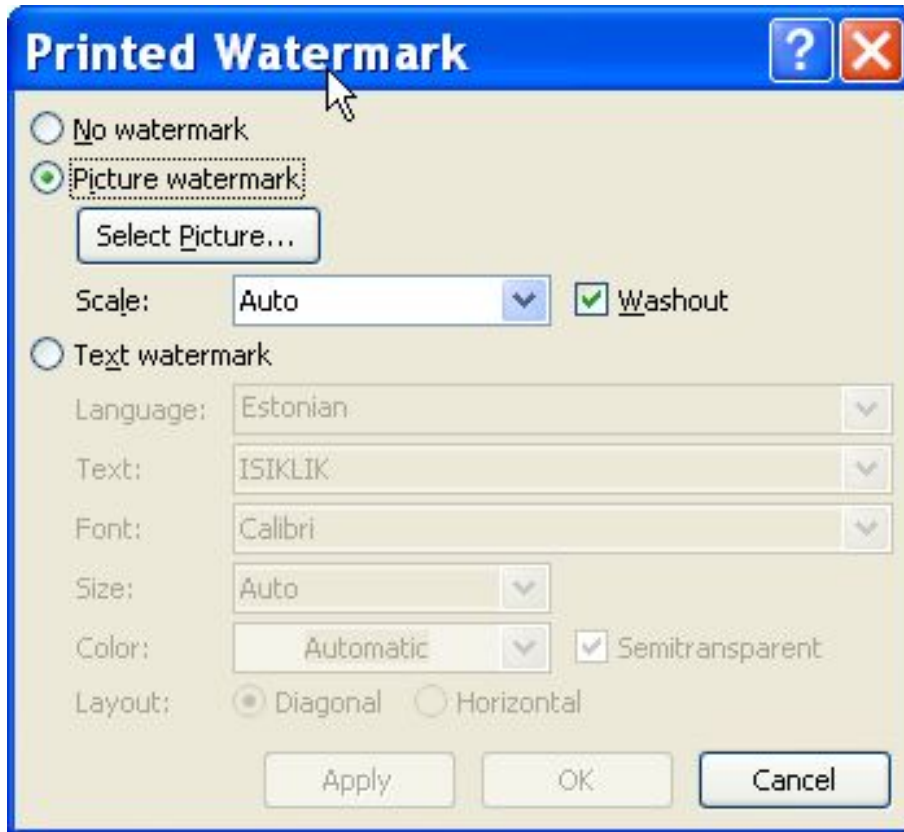 Printed Watermark
No watermark
Picture watermark
Select Picture...
Scale: Auto Washout
Text watermark
Language: Estonian
Text: ISIKLIK
Font: Calibri
Size: Auto
Color: Automatic Semitransparent
Layout: Diagonal Horizontal
Apply OK Cancel